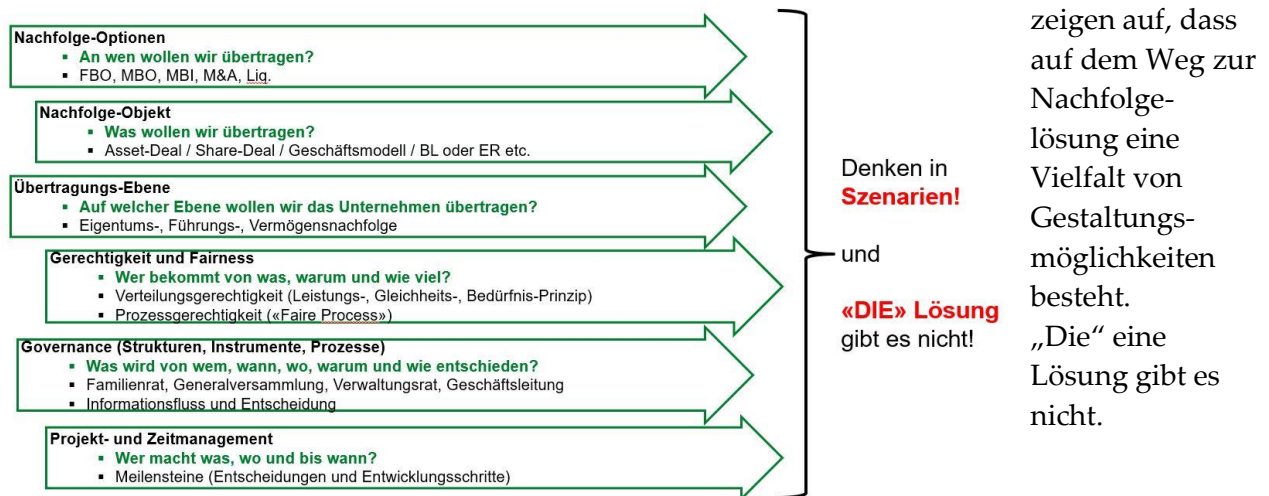 Nachfolge-Optionen
▪ An wen wollen wir übertragen?
▪ FBO, MBO, MBI, M&A, Liq.
Nachfolge-Objekt
▪ Was wollen wir übertragen?
▪ Asset-Deal / Share-Deal / Geschäftsmodell / BL oder ER etc.
Übertragungs-Ebene
▪ Auf welcher Ebene wollen wir das Unternehmen übertragen?
▪ Eigentums-, Führungs-, Vermögensnachfolge
Gerechtigkeit und Fairness
▪ Wer bekommt von was, warum und wie viel?
▪ Verteilungsgerechtigkeit (Leistungs-, Gleichheits-, Bedürfnis-Prinzip)
▪ Prozessgerechtigkeit («Faire Process»)
Governance (Strukturen, Instrumente, Prozesse)
▪ Was wird von wem, wann, wo, warum und wie entschieden?
▪ Familienrat, Generalversammlung, Verwaltungsrat, Geschäftsleitung
▪ Informationsfluss und Entscheidung
Projekt- und Zeitmanagement
▪ Wer macht was, wo und bis wann?
▪ Meilensteine (Entscheidungen und Entwicklungsschritte)
Denken in
Szenarien!
und
«DIE» Lösung
gibt es nicht!
zeigen auf, dass
auf dem Weg zur
Nachfolge-
lösung eine
Vielfalt von
Gestaltungs-
möglichkeiten
besteht.
„Die“ eine
Lösung gibt es
nicht.